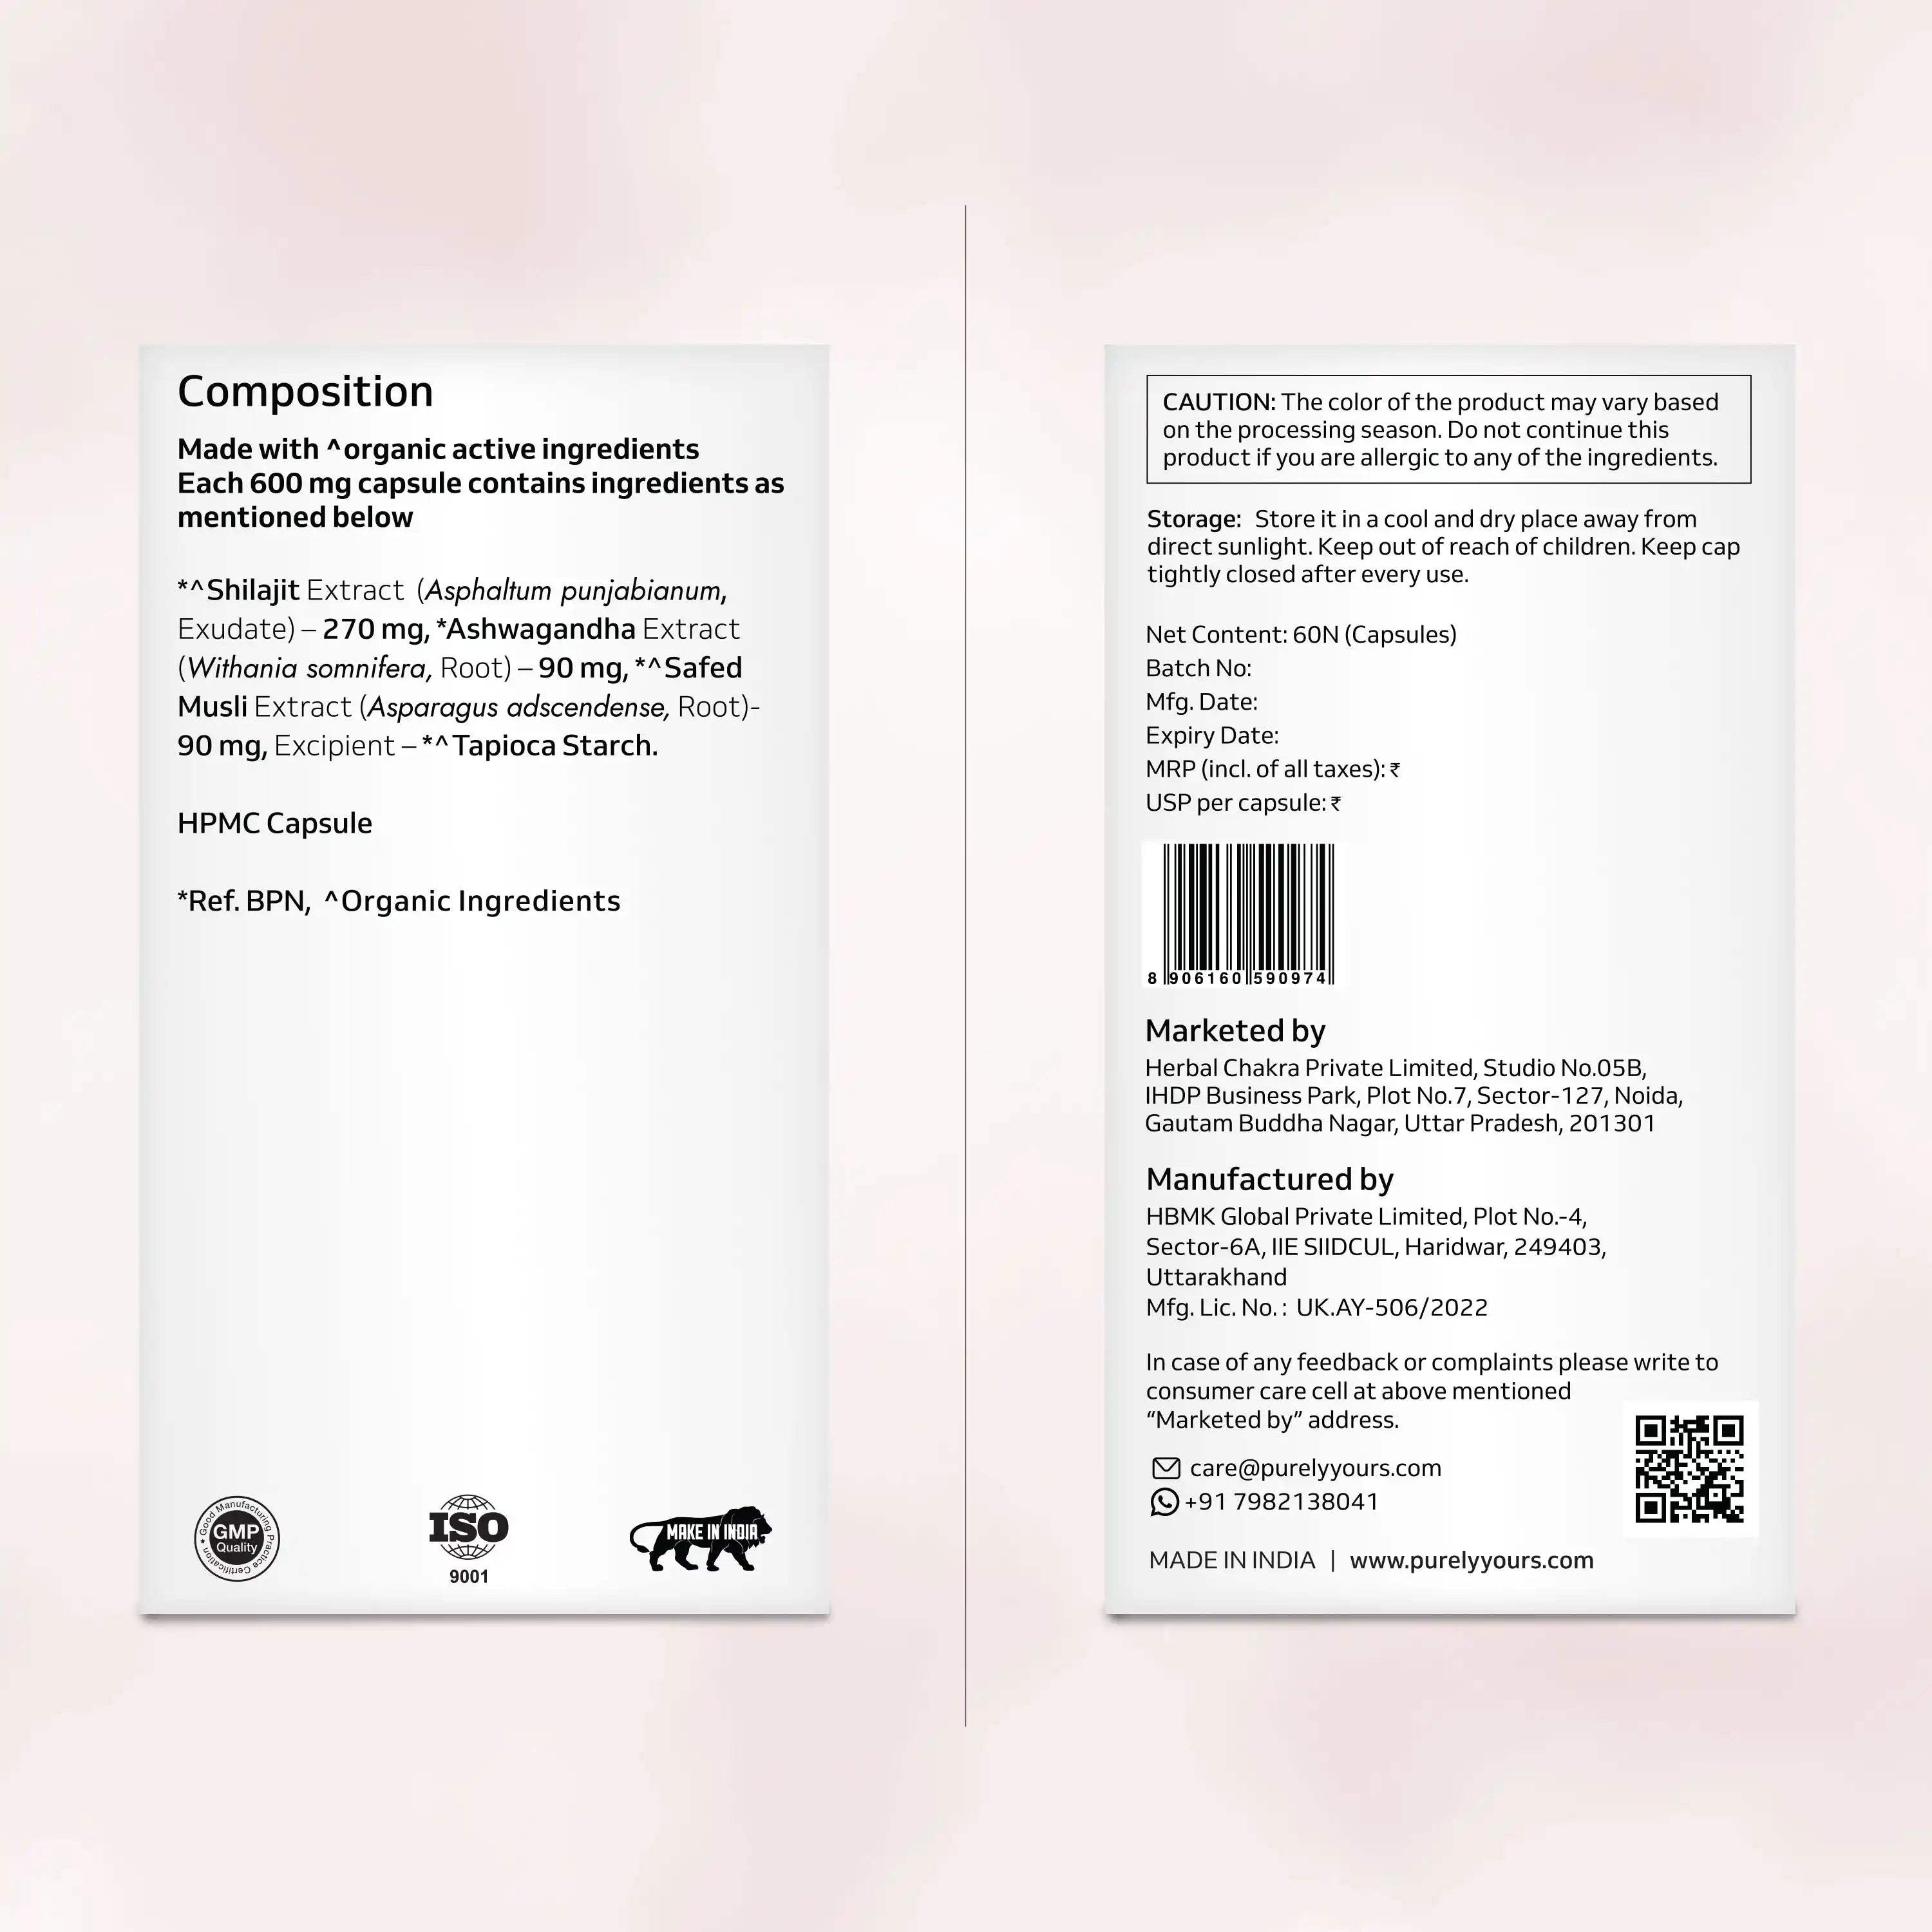 Composition
Made with ^organic active ingredients
Each 600 mg capsule contains ingredients as
mentioned below
*^Shilajit Extract (Asphaltum punjabianum,
Exudate) – 270 mg, *Ashwagandha Extract
(Withania somnifera, Root) – 90 mg, *^Safed
Musli Extract (Asparagus adscendense, Root)-
90 mg, Excipient – *^Tapioca Starch.
HPMC Capsule
*Ref. BPN, ^Organic Ingredients
Good Manufacturing Practice Certification
GMP
Quality
ISO
9001
MAKE IN INDIA
CAUTION: The color of the product may vary based
on the processing season. Do not continue this
product if you are allergic to any of the ingredients.
Storage: Store it in a cool and dry place away from
direct sunlight. Keep out of reach of children. Keep cap
tightly closed after every use.
Net Content: 60N (Capsules)
Batch No:
Mfg. Date:
Expiry Date:
MRP (incl. of all taxes): ₹
USP per capsule: ₹
8 906160 590974
Marketed by
Herbal Chakra Private Limited, Studio No.05B,
IHDP Business Park, Plot No.7, Sector-127, Noida,
Gautam Buddha Nagar, Uttar Pradesh, 201301
Manufactured by
HBMK Global Private Limited, Plot No.-4,
Sector-6A, IIE SIIDCUL, Haridwar, 249403,
Uttarakhand
Mfg. Lic. No. : UK.AY-506/2022
In case of any feedback or complaints please write to
consumer care cell at above mentioned
“Marketed by” address.
care@purelyyours.com
+91 7982138041
MADE IN INDIA | www.purelyyours.com